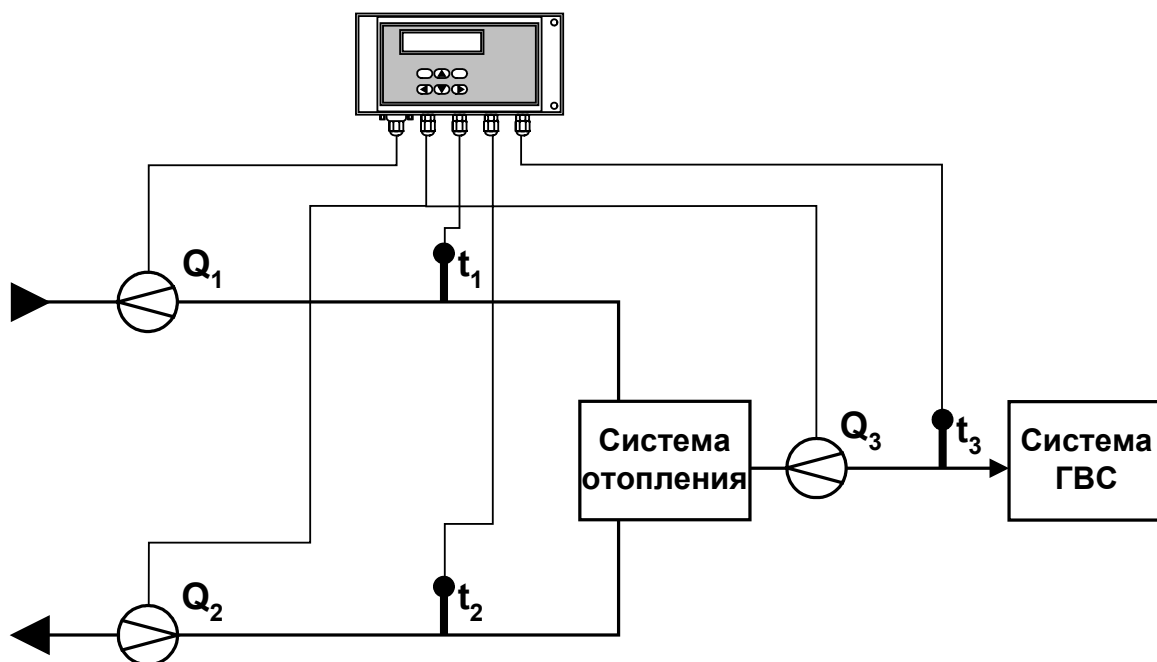 Q1
t1
Q3
t3
Система
отопления
Система
ГВС
Q2
t2